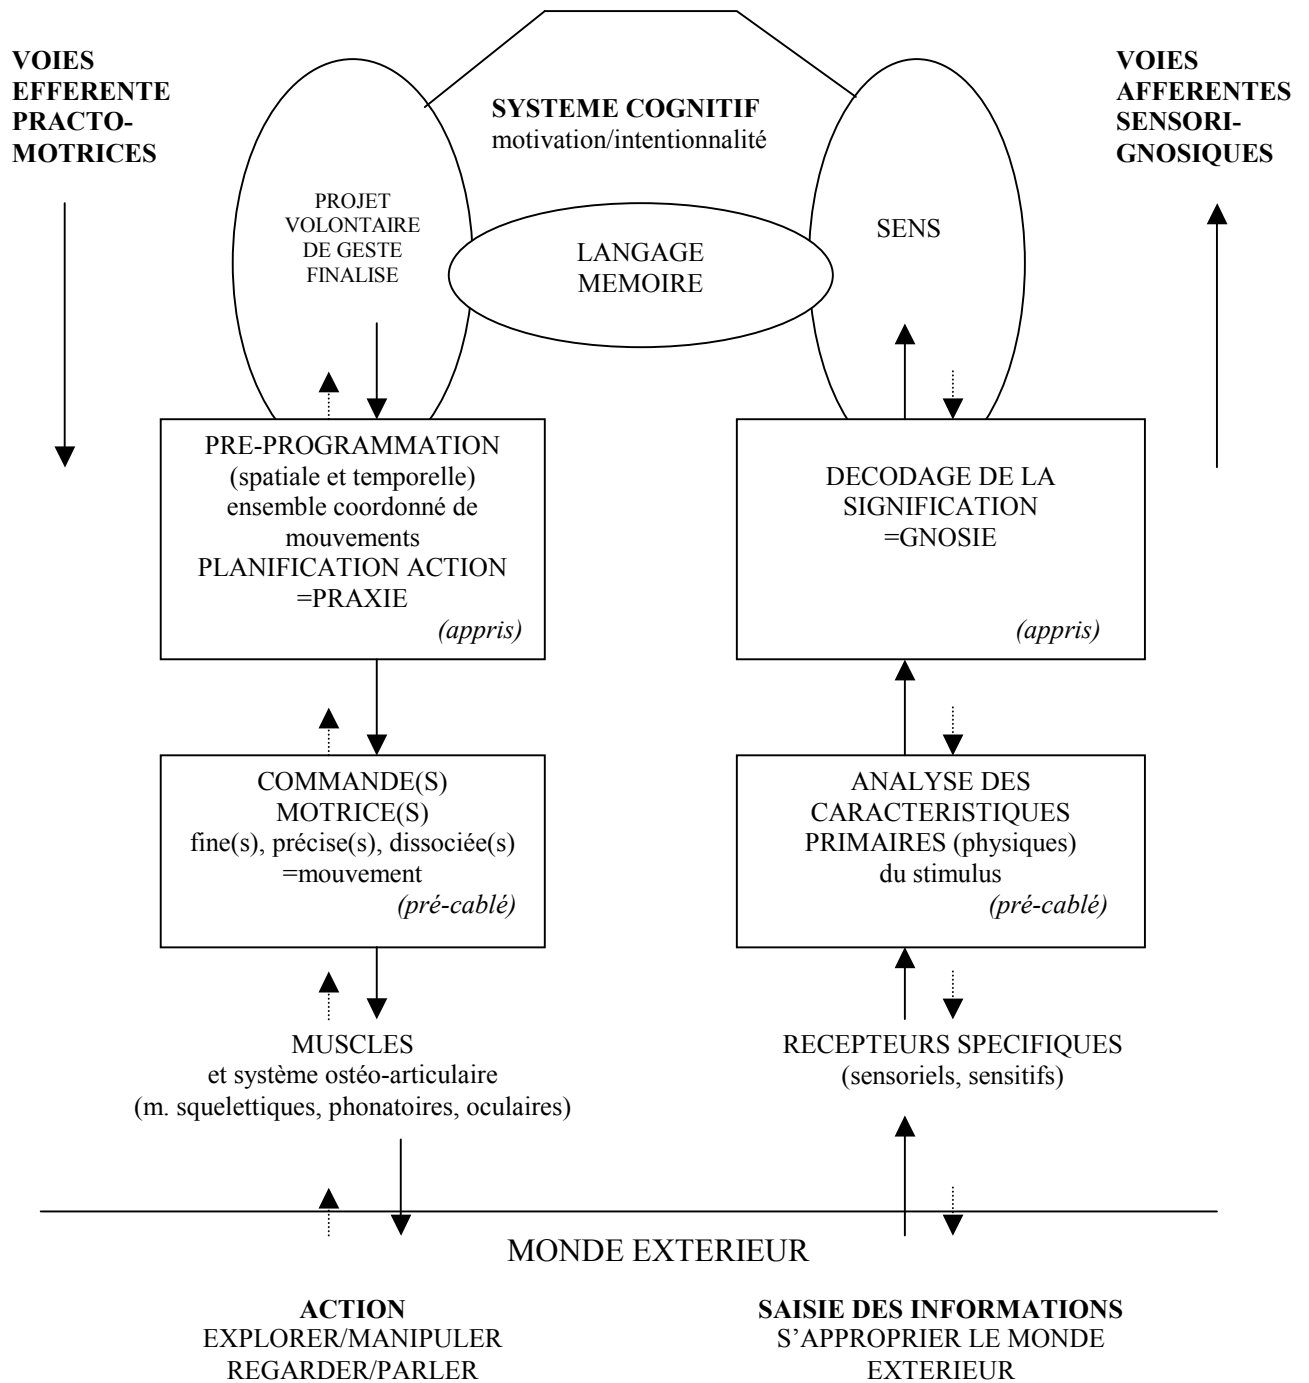 VOIES
EFFERENTE
PRACTO-
MOTRICES
SYSTEME COGNITIF
motivation/intentionnalité
VOIES
AFFERENTES
SENSORI-
GNOSIQUES
PROJET
VOLONTAIRE
DE GESTE
FINALISE
LANGAGE
MEMOIRE
SENS
PRE-PROGRAMMATION
(spatiale et temporelle)
ensemble coordonné de
mouvements
PLANIFICATION ACTION
=PRAXIE
(appris)
DECODAGE DE LA
SIGNIFICATION
=GNOSIE
(appris)
COMMANDE(S)
MOTRICE(S)
fine(s), précise(s), dissociée(s)
=mouvement
(pré-cablé)
ANALYSE DES
CARACTERISTIQUES
PRIMAIRES (physiques)
du stimulus
(pré-cablé)
MUSCLES
et système ostéo-articulaire
(m. squelettiques, phonatoires, oculaires)
RECEPTEURS SPECIFIQUES
(sensoriels, sensitifs)
MONDE EXTERIEUR
ACTION
EXPLORER/MANIPULER
REGARDER/PARLER
SAISIE DES INFORMATIONS
S’APPROPRIER LE MONDE
EXTERIEUR